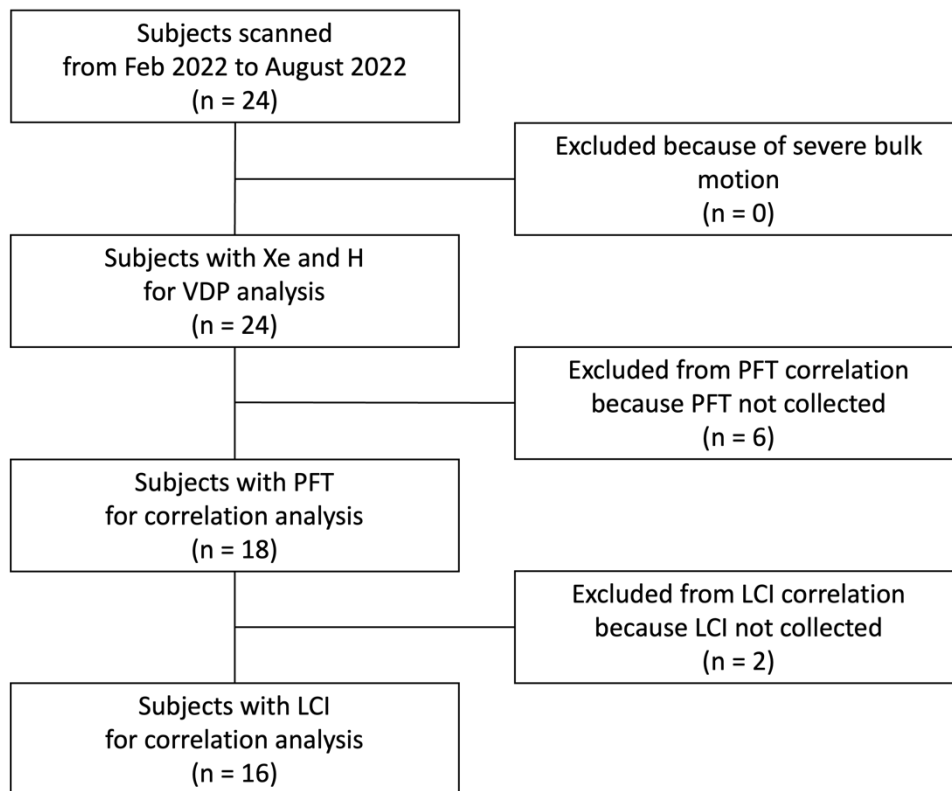 Subjects scanned
from Feb 2022 to August 2022
(n = 24)
Excluded because of severe bulk
motion
(n = 0)
Subjects with Xe and H
for VDP analysis
(n = 24)
Excluded from PFT correlation
because PFT not collected
(n = 6)
Subjects with PFT
for correlation analysis
(n = 18)
Excluded from LCI correlation
because LCI not collected
(n = 2)
Subjects with LCI
for correlation analysis
(n = 16)